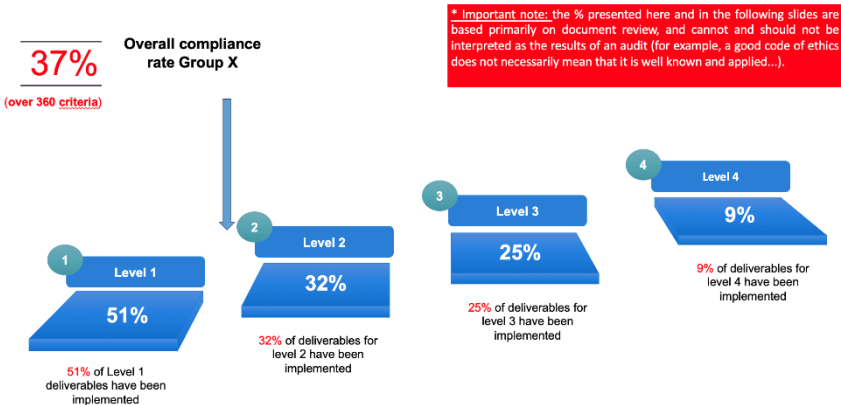 * Important note: the % presented here and in the following slides are
based primarily on document review, and cannot and should not be
interpreted as the results of an audit (for example, a good code of ethics
does not necessarily mean that it is well known and applied...).
37%
(over 360 criteria)
Overall compliance
rate Group X
1
Level 1
51%
51% of Level 1
deliverables have been
implemented
2
Level 2
32%
32% of deliverables for
level 2 have been
implemented
3
Level 3
25%
25% of deliverables for
level 3 have been
implemented
4
Level 4
9%
9% of deliverables for
level 4 have been
implemented